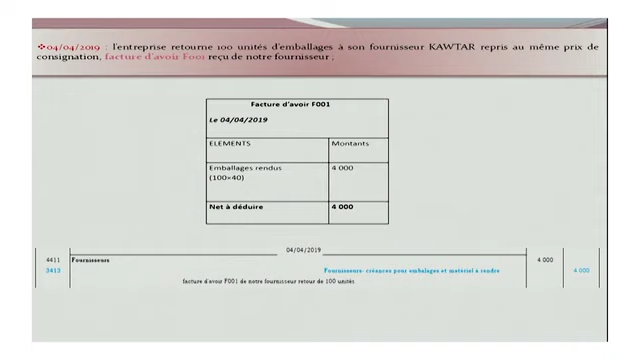 ❖04/04/2019 : l'entreprise retourne 100 unités d'emballages à son fournisseur KAWTAR repris au même prix de
consignation, facture d'avoir F001 reçu de notre fournisseur ;
Facture d'avoir F001
Le 04/04/2019
ELEMENTS Montants
Emballages rendus 4 000
(100×40)
Net à déduire 4 000
04/04/2019
4411 Fournisseurs 4 000
3413 Fournisseurs- créances pour emballages et matériel à rendre 4 000
facture d'avoir F001 de notre fournisseur retour de 100 unités